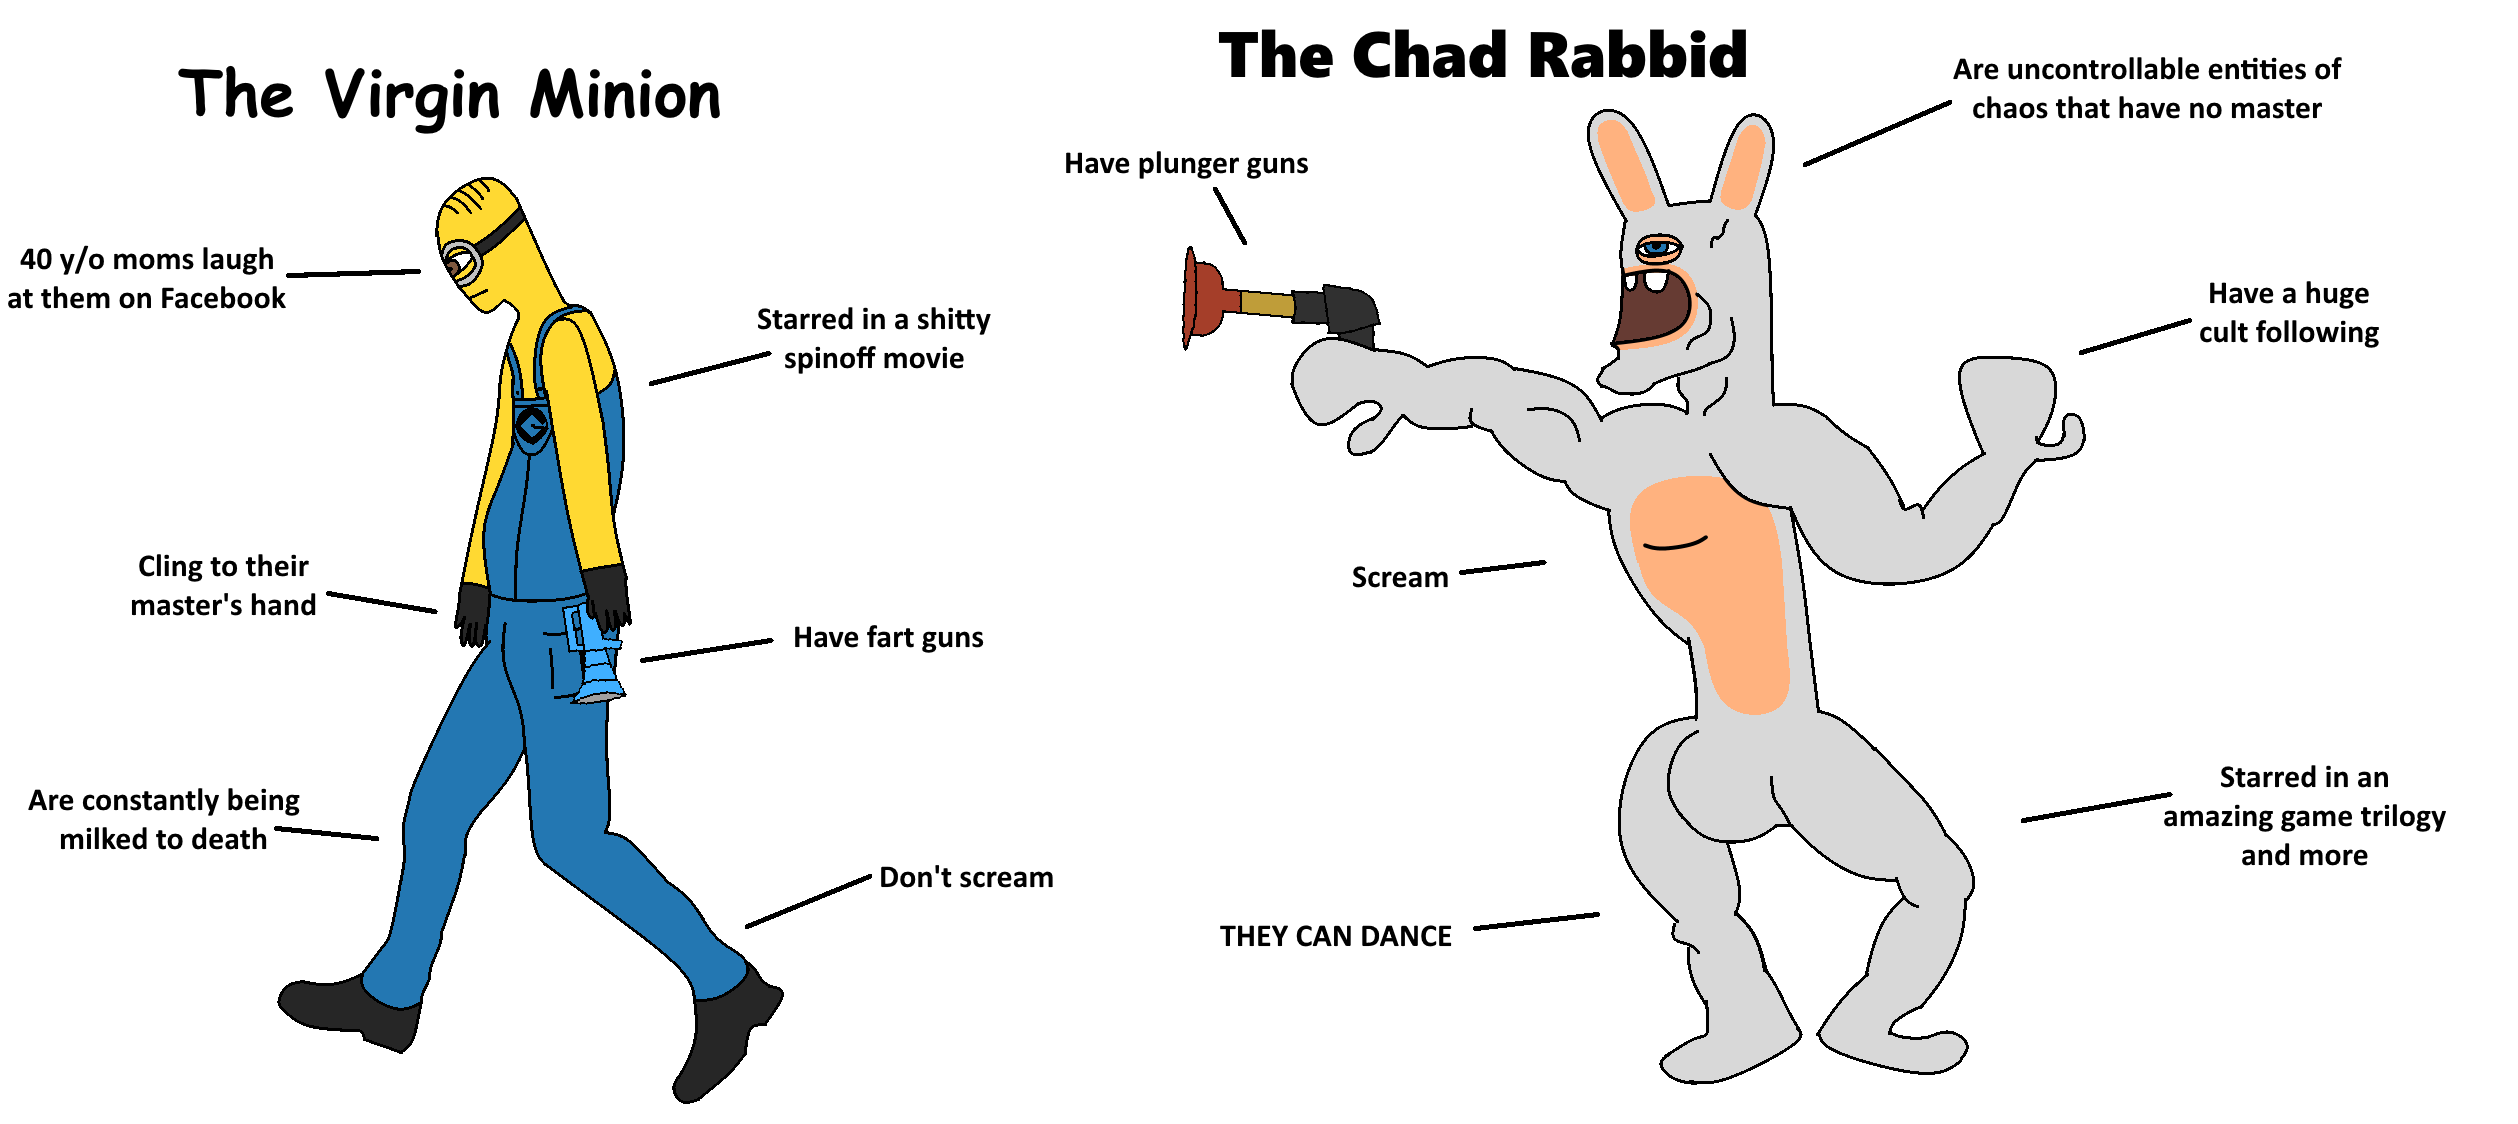 The Virgin Minion
40 y/o moms laugh
at them on Facebook
Starred in a shitty
spinoff movie
Cling to their
master's hand
Have fart guns
Are constantly being
milked to death
Don't scream
The Chad Rabbid
Are uncontrollable entities of
chaos that have no master
Have plunger guns
Have a huge
cult following
Scream
Starred in an
amazing game trilogy
and more
THEY CAN DANCE
G